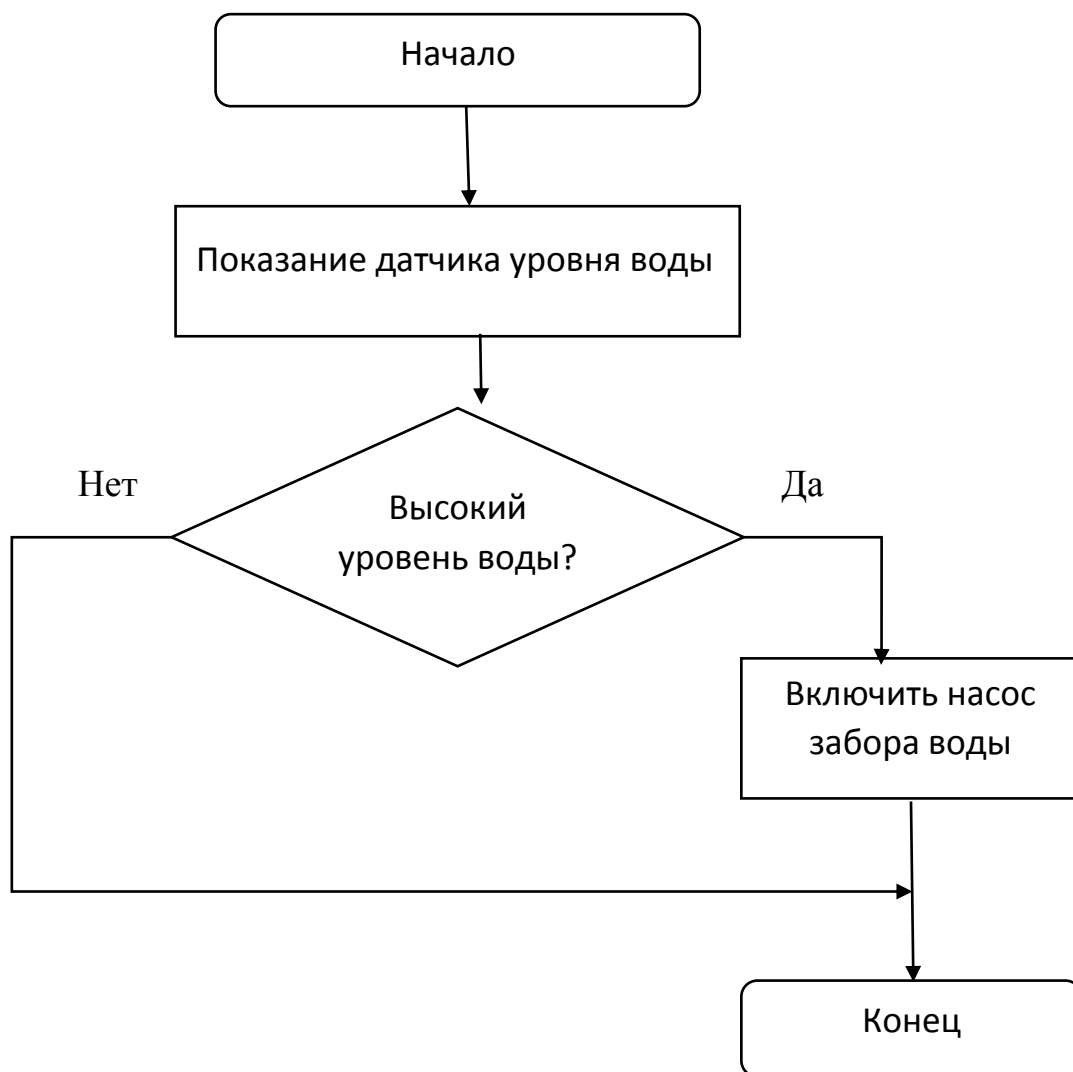 Начало
Показание датчика уровня воды
Нет
Да
Высокий
уровень воды?
Включить насос
забора воды
Конец